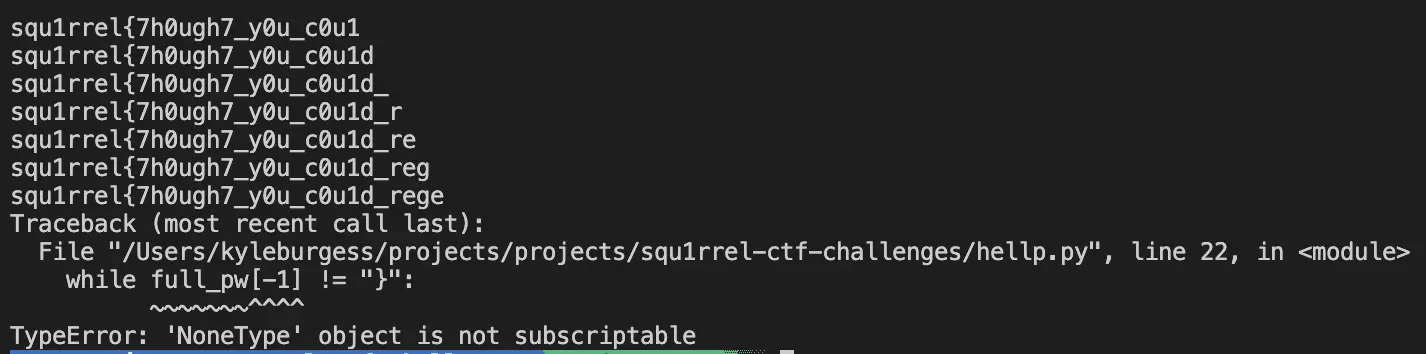 squ1rrel{7h0ugh7_y0u_c0u1
squ1rrel{7h0ugh7_y0u_c0u1d
squ1rrel{7h0ugh7_y0u_c0u1d_
squ1rrel{7h0ugh7_y0u_c0u1d_r
squ1rrel{7h0ugh7_y0u_c0u1d_re
squ1rrel{7h0ugh7_y0u_c0u1d_reg
squ1rrel{7h0ugh7_y0u_c0u1d_rege
Traceback (most recent call last):
  File "/Users/kyleburgess/projects/projects/squ1rrel-ctf-challenges/hellp.py", line 22, in <module>
    while full_pw[-1] != "}":
          ~~~~~~~^^^^
TypeError: 'NoneType' object is not subscriptable